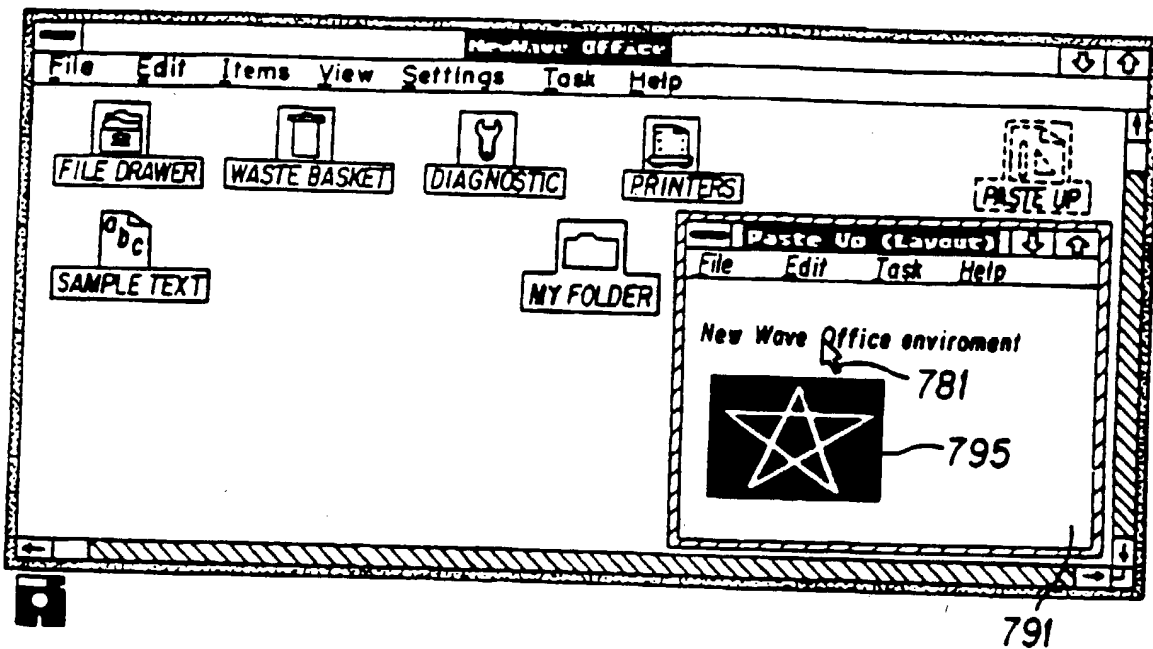 NewWave Office
File Edit Items View Settings Task Help
FILE DRAWER WASTE BASKET DIAGNOSTIC PRINTERS PASTE UP
abc
SAMPLE TEXT MY FOLDER
Paste Up (Layout)
File Edit Task Help
New Wave Office enviroment
781
795
791